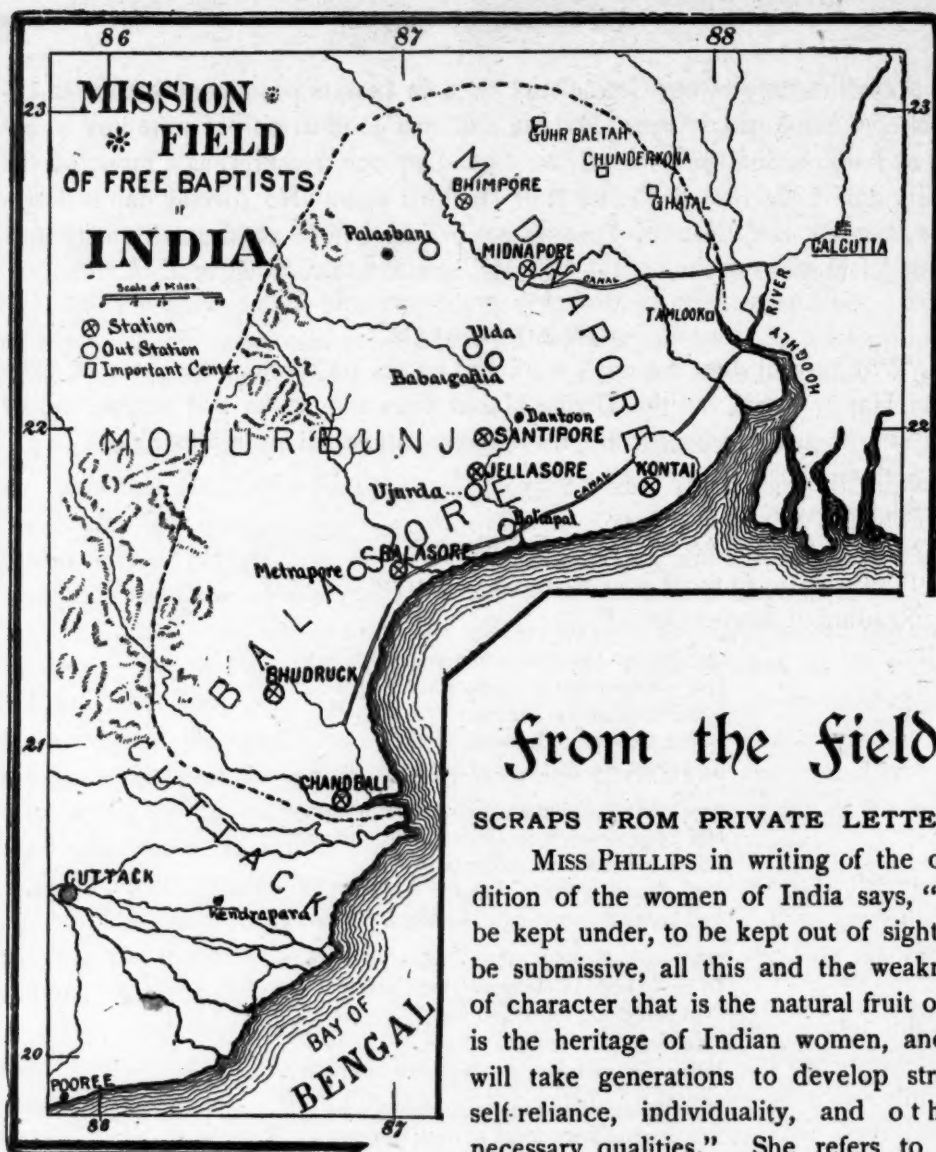 86 87 88
23 23
MISSION
FIELD
OF FREE BAPTISTS
"
INDIA
Scale of Miles
Station
Out Station
Important Center
GUHR BAETAH
CHUNDERKONA
GHATAL
BHIMPORE
Palasbani
MIDNAPORE
CANAL
CALCUTTA
TAMLOOK
HOOGHALY
RIVER
MIDNAPORE
Ulda
Babaigadia
Dantoon
SANTIPORE
22 22
MOHURBUNJ
JELLASORE
Ujurda
KONTAI
CANAL
Batiapal
BALASORE
Metrapore
BALASORE
BHUDRUCK
21
CHANDBALI
CUTTACK
CUTTACK
Kendrapara
20
POOREE
BAY OF
BENGAL
86 87
From the Field
SCRAPS FROM PRIVATE LETTE
MISS PHILLIPS in writing of the c
dition of the women of India says, "
be kept under, to be kept out of sight
be submissive, all this and the weakn
of character that is the natural fruit o
is the heritage of Indian women, and
will take generations to develop str
self-reliance, individuality, and oth
necessary qualities." She refers to